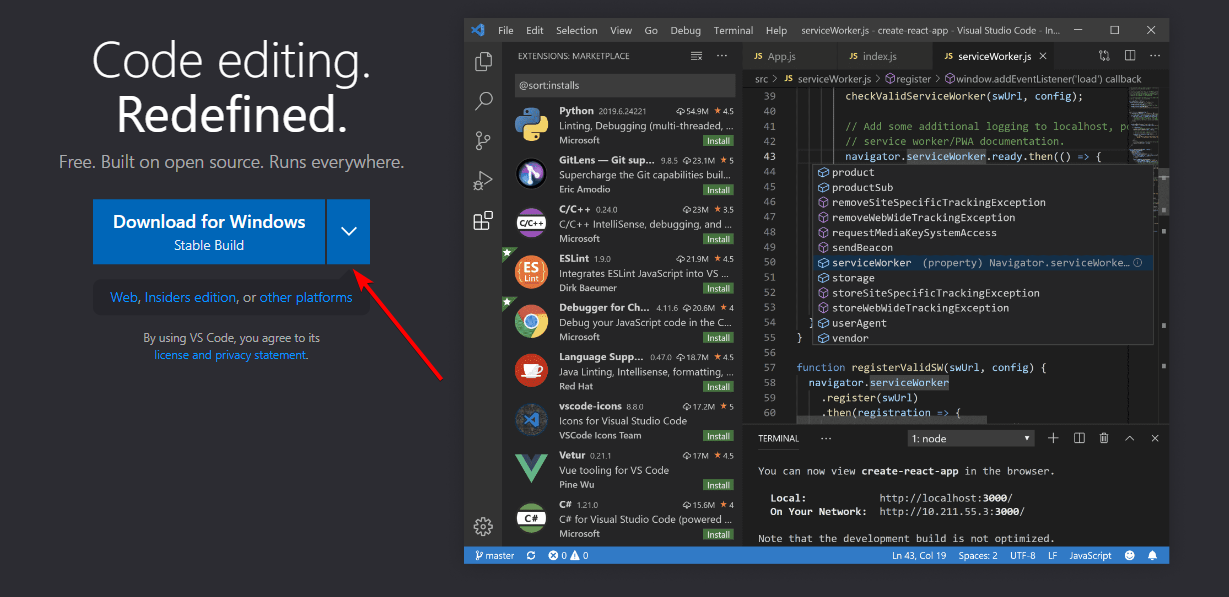 Code editing.
Redefined.
Free. Built on open source. Runs everywhere.
Download for Windows
Stable Build
Web, Insiders edition, or other platforms
By using VS Code, you agree to its
license and privacy statement.
File Edit Selection View Go Debug Terminal Help serviceWorker.js - create-react-app - Visual Studio Code - In...
EXTENSIONS: MARKETPLACE ...
@sort:installs
Python 2019.6.24221 54.9M 4.5
Linting, Debugging (multi-threaded, ...
Microsoft Install
GitLens — Git sup... 9.8.5 23.1M 5
Supercharge the Git capabilities buil...
Eric Amodio Install
C/C++
C/C++ 0.24.0 23M 3.5
C/C++ IntelliSense, debugging, and ...
Microsoft Install
ES
Lint
ESLint 1.9.0 21.9M 4.5
Integrates ESLint JavaScript into VS ...
Dirk Baeumer Install
Debugger for Ch... 4.11.6 20.6M 4
Debug your JavaScript code in the C...
Microsoft Install
Language Supp... 0.47.0 18.7M 4.5
Java Linting, Intellisense, formatting, ...
Red Hat Install
vscode-icons 8.8.0 17.2M 5
Icons for Visual Studio Code
VSCode Icons Team Install
Vetur 0.21.1 17M 4.5
Vue tooling for VS Code
Pine Wu Install
C#
C# 1.21.0 15.6M 4
C# for Visual Studio Code (powered ...
Microsoft Install
JS App.js JS index.js JS serviceWorker.js ...
src > JS serviceWorker.js > register > window.addEventListener('load') callback
39 checkValidServiceWorker(swUrl, config);
40
41 // Add some additional logging to localhost, po
42 // service worker/PWA documentation.
43 navigator.serviceWorker.ready.then(() => {
44 product
45 productSub
46 removeSiteSpecificTrackingException
47 removeWebWideTrackingException
48 requestMediaKeySystemAccess
49 sendBeacon
50 serviceWorker (property) Navigator.serviceWorke...
51 storage
52 storeSiteSpecificTrackingException
53 storeWebWideTrackingException
54 } userAgent
55 } vendor
56
57 function registerValidSW(swUrl, config) {
58 navigator.serviceWorker
59 .register(swUrl)
60 .then(registration => {
TERMINAL ... 1: node
You can now view create-react-app in the browser.
Local: http://localhost:3000/
On Your Network: http://10.211.55.3:3000/
Note that the development build is not optimized.
master 0 0 Ln 43, Col 19 Spaces: 2 UTF-8 LF JavaScript